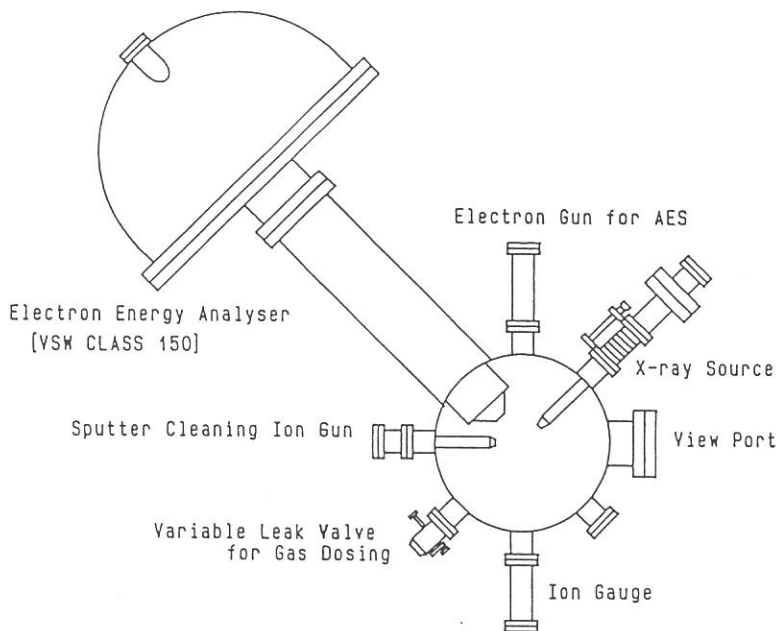 Electron Gun for AES
Electron Energy Analyser
[VSW CLASS 150]
X-ray Source
Sputter Cleaning Ion Gun
View Port
Variable Leak Valve
for Gas Dosing
Ion Gauge